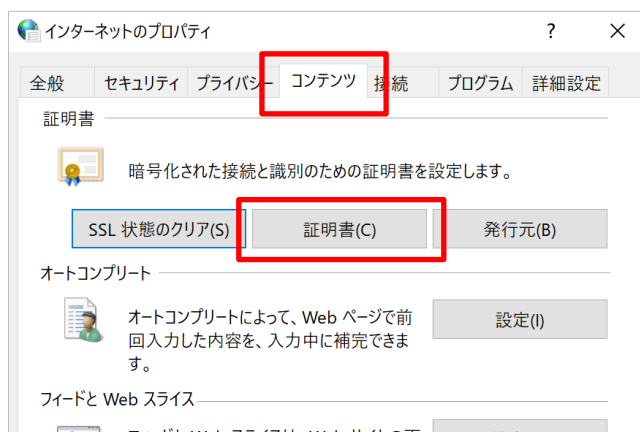 インターネットのプロパティ ? ×
全般 セキュリティ プライバシー コンテンツ 接続 プログラム 詳細設定
証明書
暗号化された接続と識別のための証明書を設定します。
SSL 状態のクリア(S) 証明書(C) 発行元(B)
オートコンプリート
オートコンプリートによって、Web ページで前
回入力した内容を、入力中に補完できま
す。
設定(I)
フィードと Web スライス